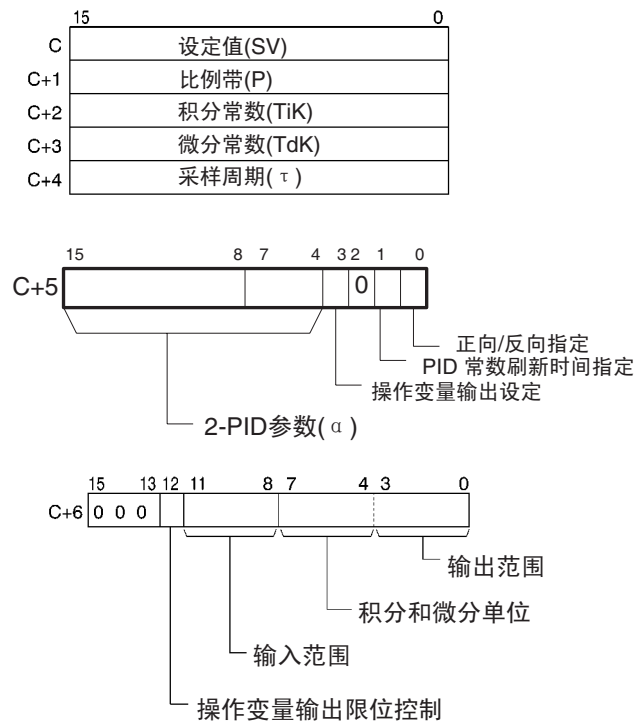 15 0
C 设定值(SV)
C+1 比例带(P)
C+2 积分常数(TiK)
C+3 微分常数(TdK)
C+4 采样周期(τ)
15 8 7 4 3 2 1 0
C+5 0
正向/反向指定
PID 常数刷新时间指定
操作变量输出设定
2-PID参数(α)
15 13 12 11 8 7 4 3 0
C+6 0 0 0
输出范围
积分和微分单位
输入范围
操作变量输出限位控制